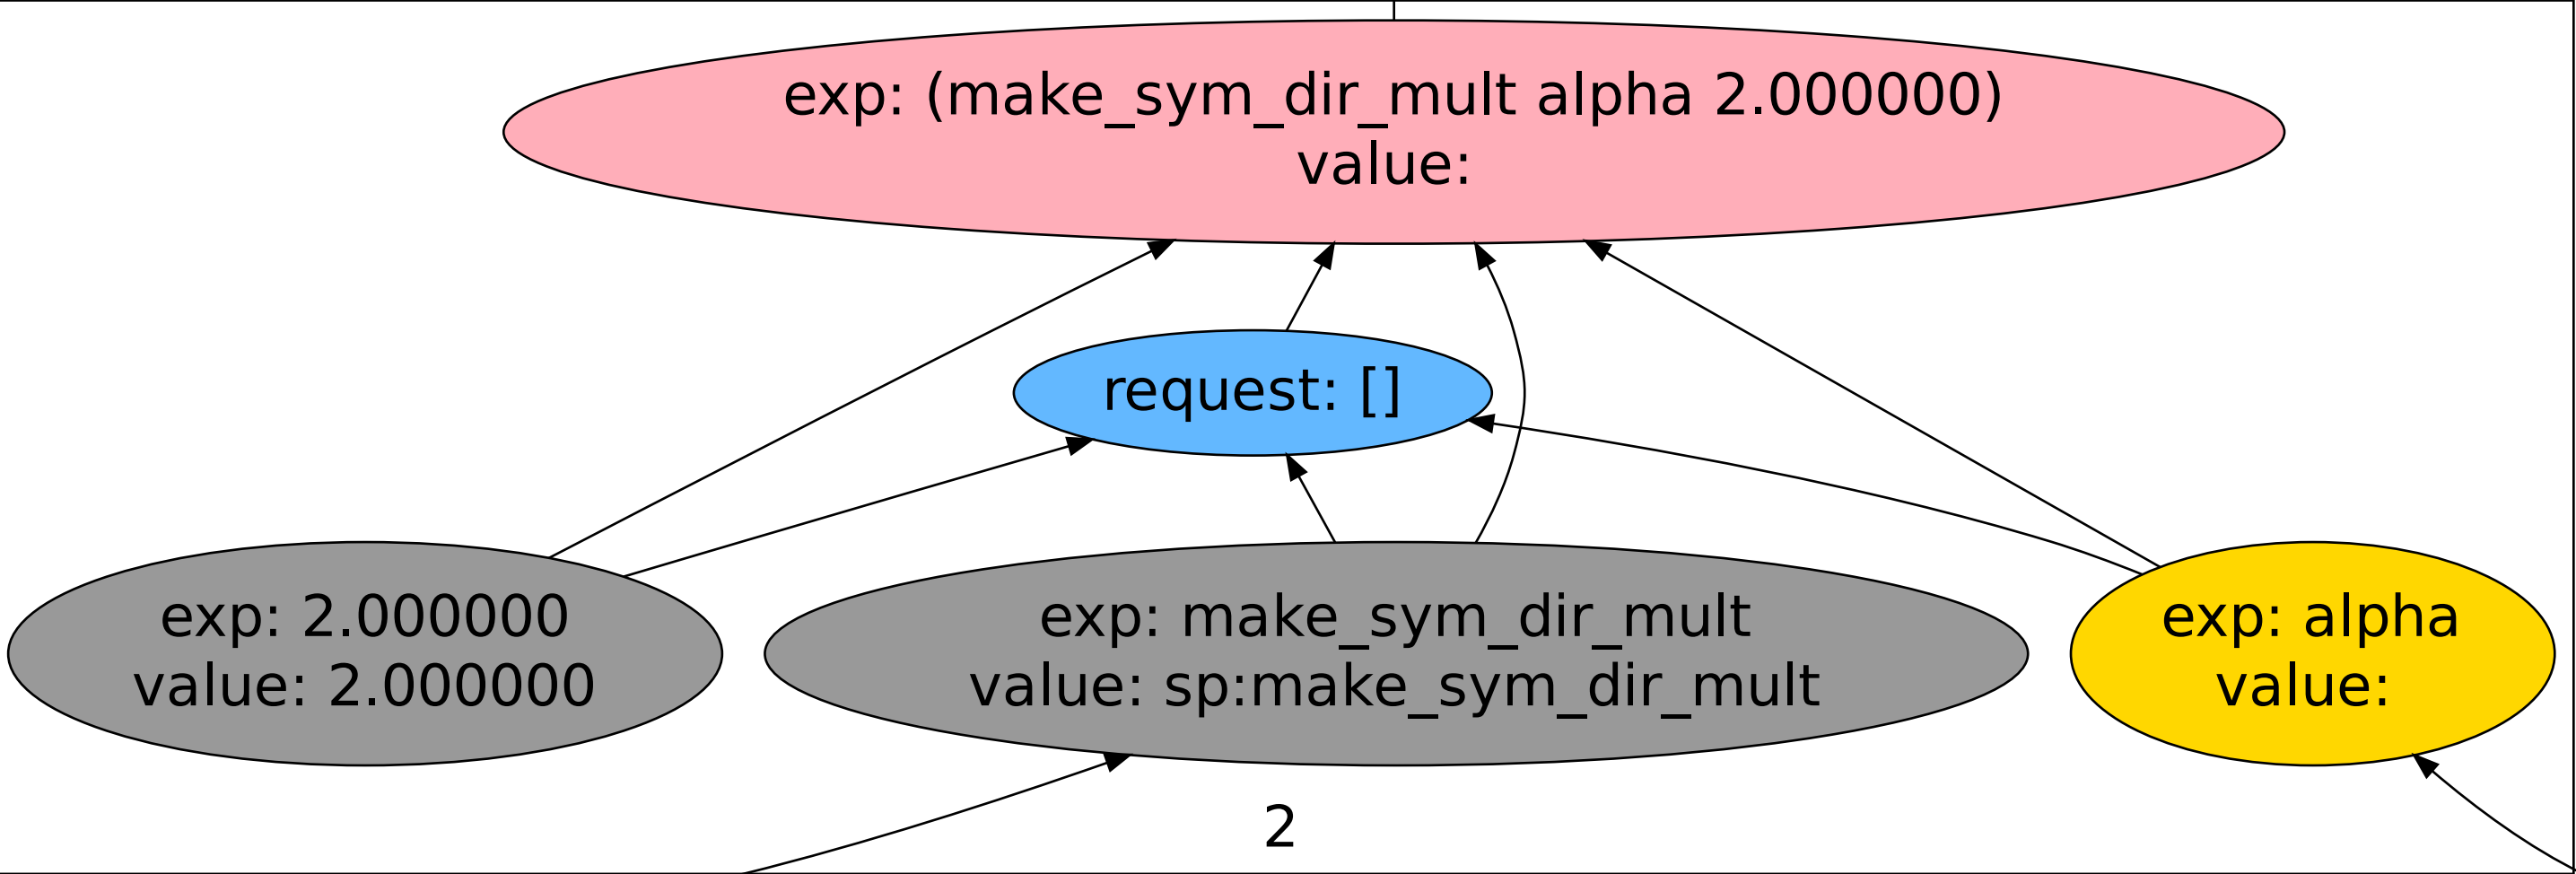 exp: (make_sym_dir_mult alpha 2.000000)
value:
request: []
exp: 2.000000
value: 2.000000
exp: make_sym_dir_mult
value: sp:make_sym_dir_mult
exp: alpha
value:
2